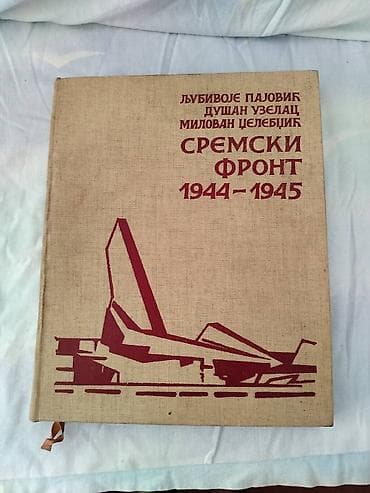 ЉУБИВОЈЕ ПАЈОВИЋ
ДУШАН УЗЕЛАЦ
МИЛОВАН ЏЕЛЕБЏИЋ
СРЕМСКИ
ФРОНТ
1944-1945